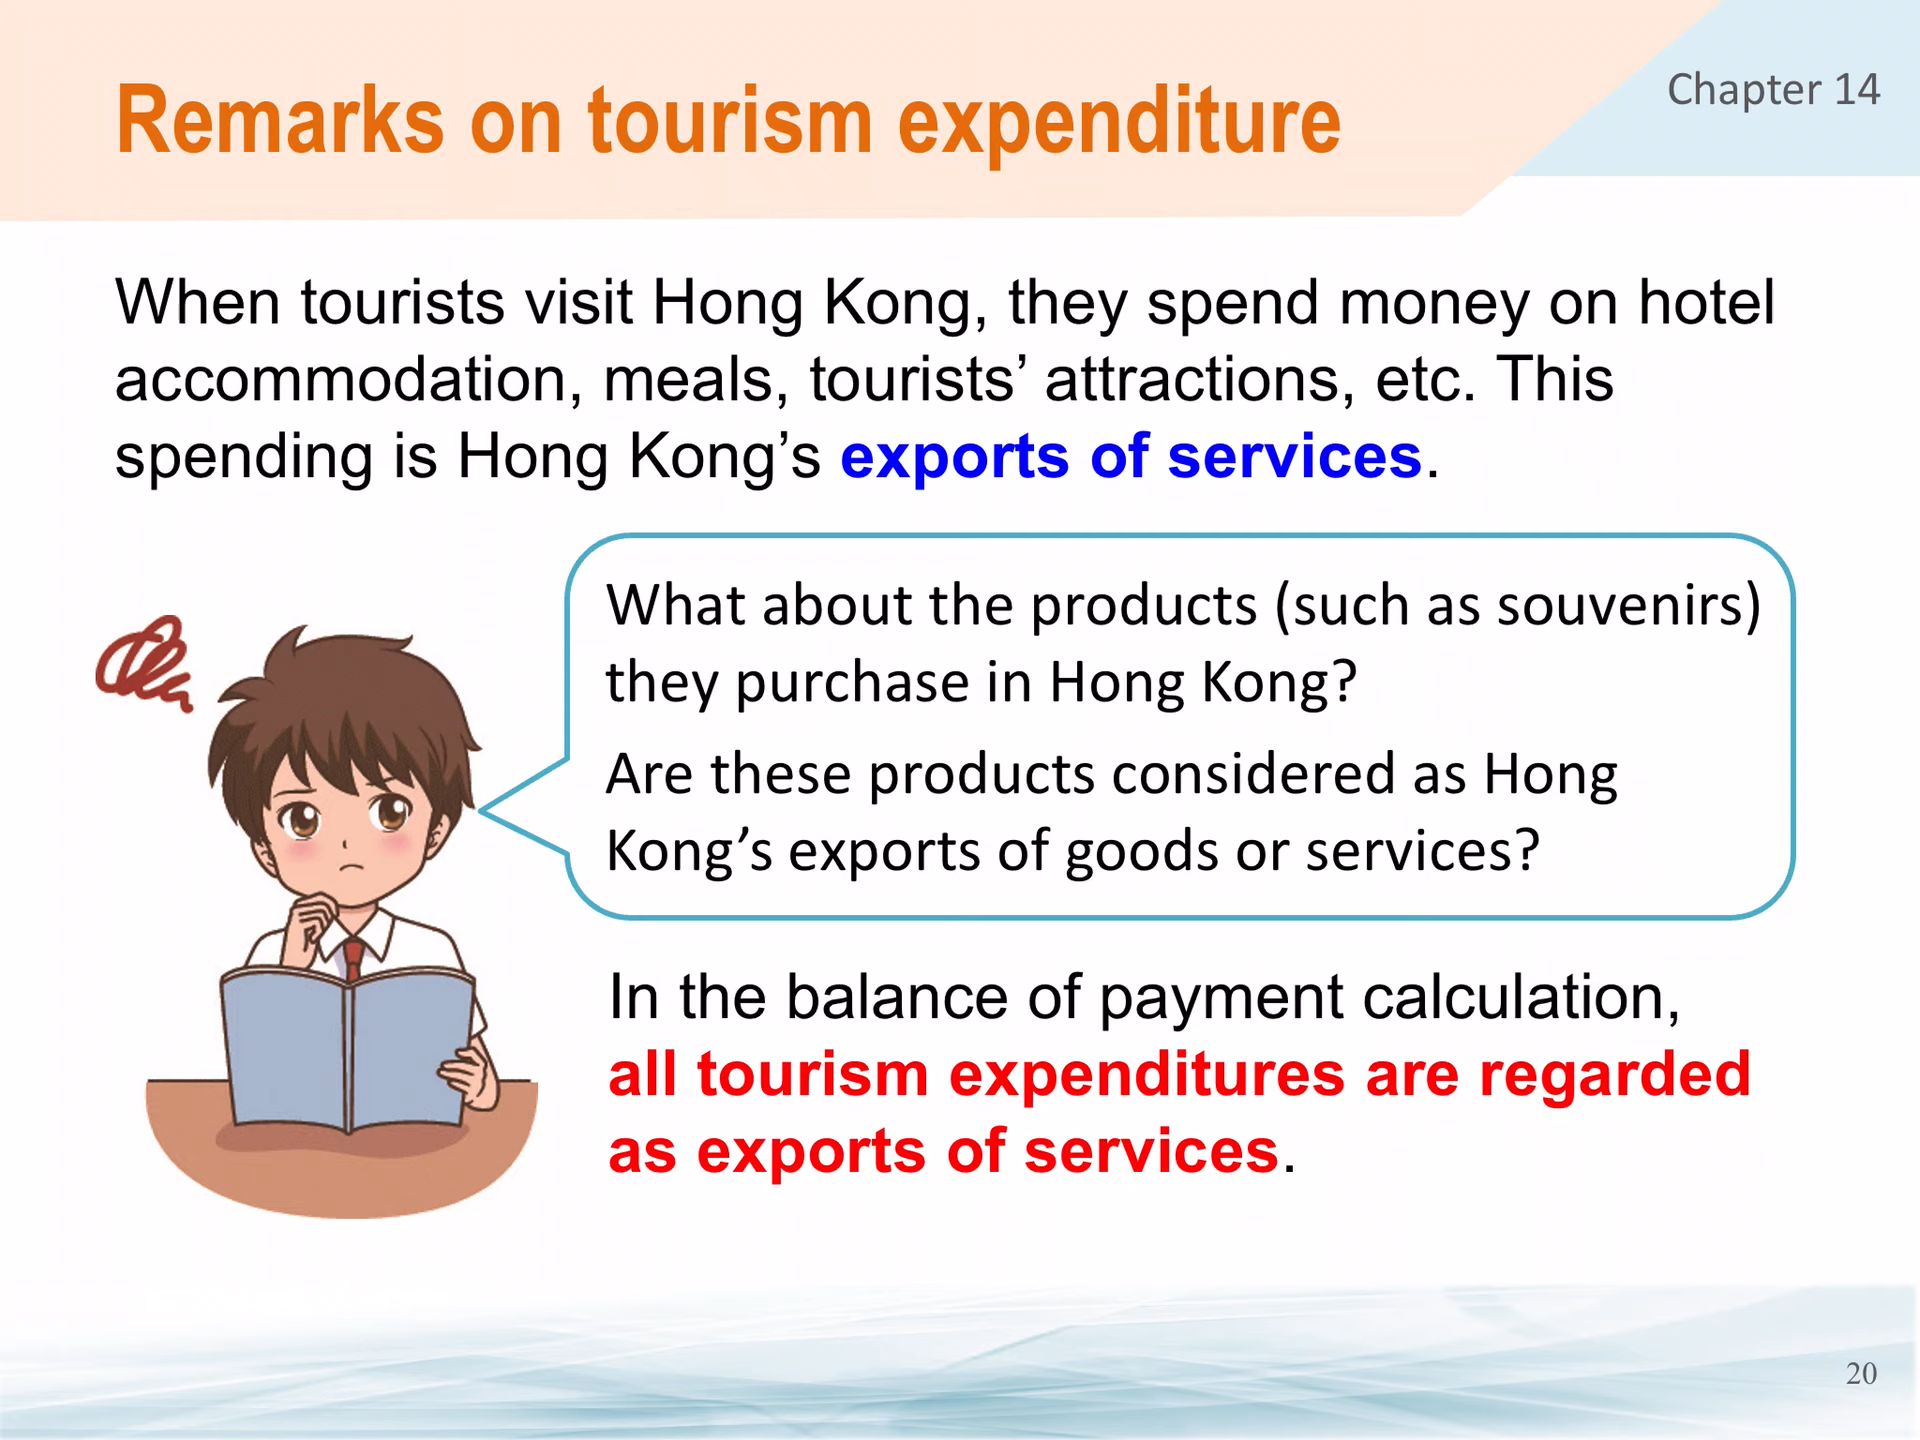 Chapter 14
Remarks on tourism expenditure
When tourists visit Hong Kong, they spend money on hotel
accommodation, meals, tourists’ attractions, etc. This
spending is Hong Kong’s exports of services.
What about the products (such as souvenirs)
they purchase in Hong Kong?
Are these products considered as Hong
Kong’s exports of goods or services?
In the balance of payment calculation,
all tourism expenditures are regarded
as exports of services.
20